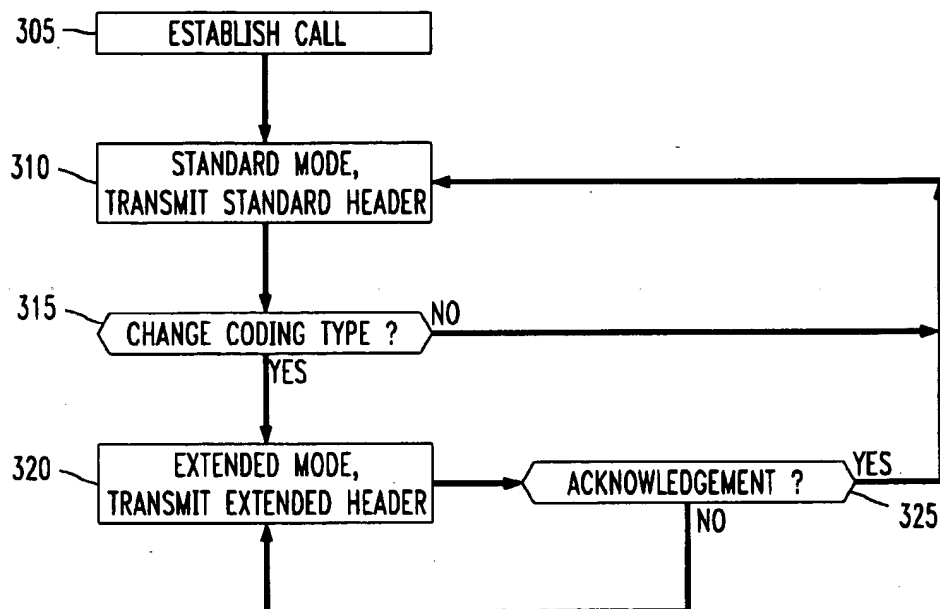 305
ESTABLISH CALL
310
STANDARD MODE,
TRANSMIT STANDARD HEADER
315
CHANGE CODING TYPE ?
NO
YES
320
EXTENDED MODE,
TRANSMIT EXTENDED HEADER
ACKNOWLEDGEMENT ?
YES
325
NO